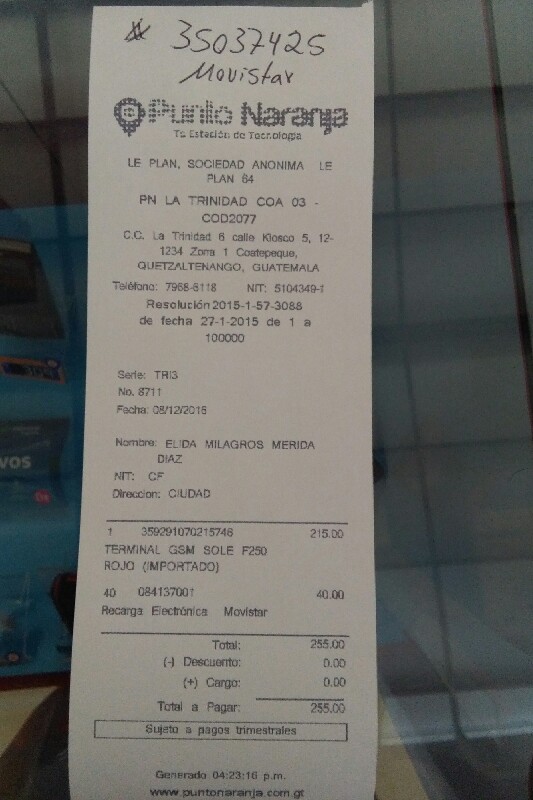 35037425
Movistar
Punto Naranja
Tu Estación de Tecnología
LE PLAN, SOCIEDAD ANONIMA LE
PLAN 64
PN LA TRINIDAD COA 03 -
COD2077
C.C. La Trinidad 6 calle Kiosco 5, 12-
1234 Zona 1 Coatepeque,
QUETZALTENANGO, GUATEMALA
Teléfono: 7968-6118 NIT: 5104349-1
Resolución 2015-1-57-3088
de fecha 27-1-2015 de 1 a
100000
Serie: TRI3
No. 8711
Fecha: 08/12/2016
Nombre: ELIDA MILAGROS MERIDA
DIAZ
NIT: CF
Direccion: CIUDAD
1 359291070215746 215.00
TERMINAL GSM SOLE F250
ROJO (IMPORTADO)
40 084137001 40.00
Recarga Electrónica Movistar
Total: 255.00
(-) Descuento: 0.00
(+) Cargo: 0.00
Total a Pagar: 255.00
Sujeto a pagos trimestrales
Generado 04:23:16 p.m.
www.puntonaranja.com.gt